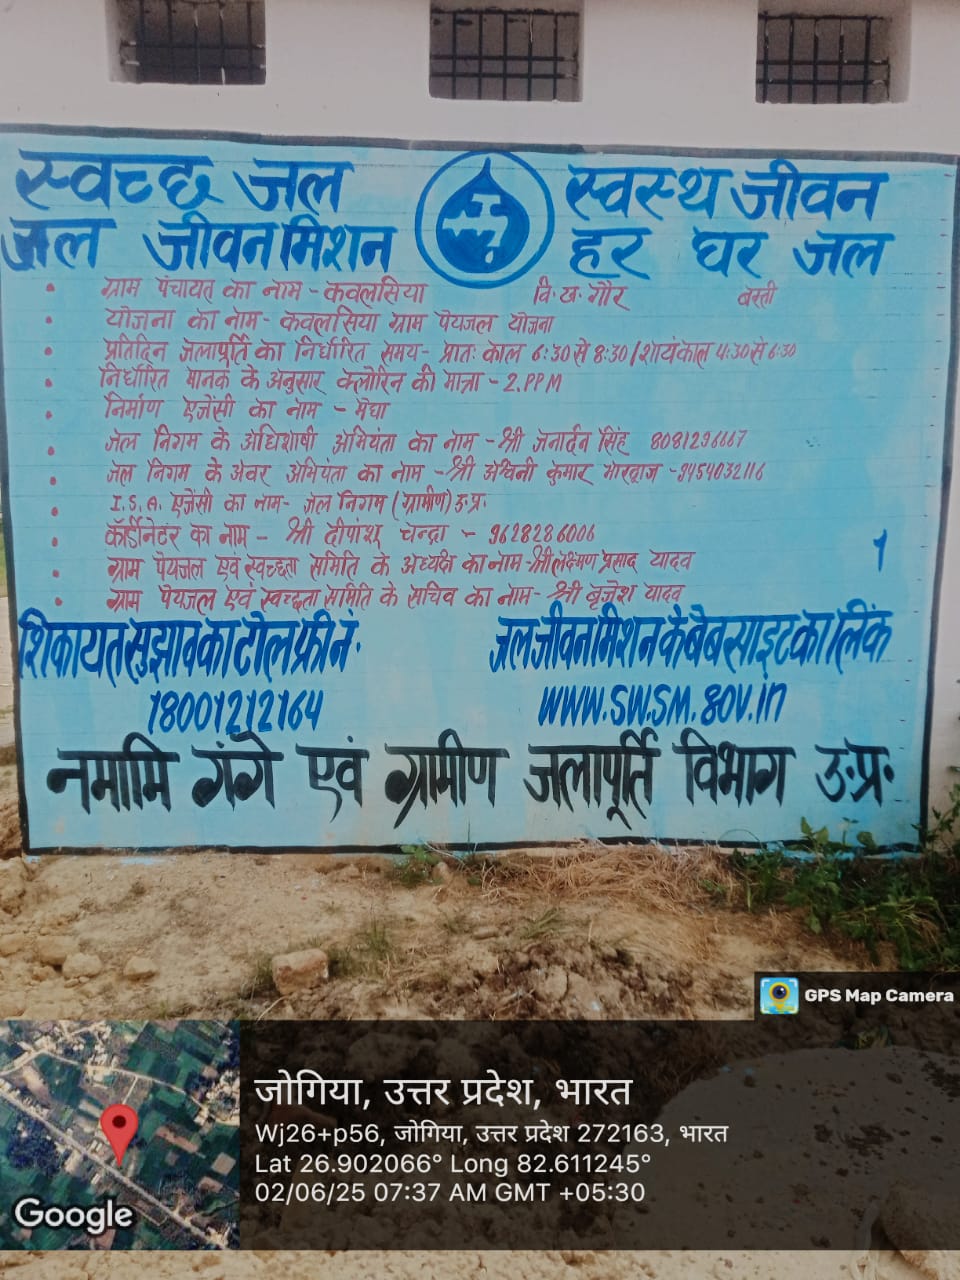 स्वच्छ जल स्वस्थ जीवन
जल जीवन मिशन हर घर जल
ग्राम पंचायत का नाम - कवलसिया वि. ख. गौर बस्ती
योजना का नाम - कवलसिया ग्राम पेयजल योजना
प्रतिदिन जलापूर्ति का निर्धारित समय - प्रातः काल 6:30 से 8:30 / शायंकाल 4:30 से 6:30
निर्धारित मानक के अनुसार क्लोरिन की मात्रा - 2.PPM
निर्माण एजेंसी का नाम - मेघा
जल निगम के अधिशाषी अभियंता का नाम - श्री जनार्दन सिंह 8081296667
जल निगम के अवर अभियंता का नाम - श्री अश्वनी कुमार भारद्वाज - 9454032116
I.S.A. एजेंसी का नाम - जल निगम (ग्रामीण) उ.प्र.
कॉर्डीनेटर का नाम - श्री दीपांशू चन्द्रा - 9628286006
ग्राम पेयजल एवं स्वच्छता समिति के अध्यक्ष का नाम - श्री लक्ष्मण प्रसाद यादव
ग्राम पेयजल एवं स्वच्छता समिति के सचिव का नाम - श्री बृजेश यादव
शिकायत सुझाव का टोल फ्री नं. जल जीवन मिशन के बेबसाइट का लिंक
18001212164 WWW.SWSM.gov.in
नमामि गंगे एवं ग्रामीण जलापूर्ति विभाग उ.प्र.
GPS Map Camera
जोगिया, उत्तर प्रदेश, भारत
Wj26+p56, जोगिया, उत्तर प्रदेश 272163, भारत
Lat 26.902066° Long 82.611245°
02/06/25 07:37 AM GMT +05:30
Google